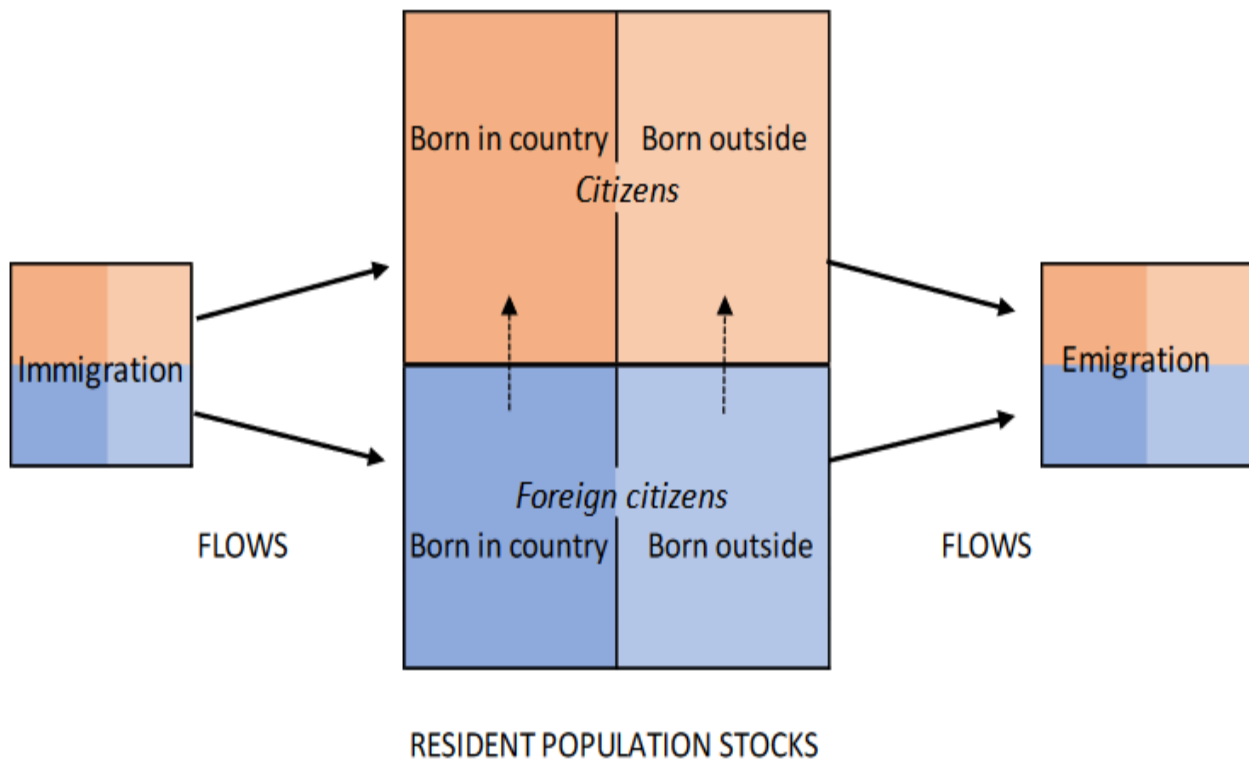 Born in country
Born outside
Citizens
Immigration
Emigration
Foreign citizens
Born in country
Born outside
FLOWS
FLOWS
RESIDENT POPULATION STOCKS